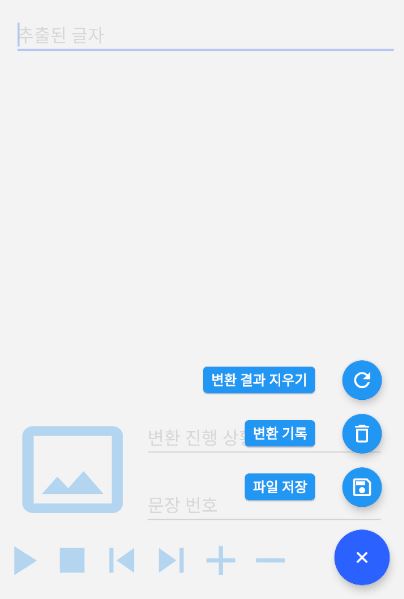 추출된 글자
변환 결과 지우기
변환 진행 상황
변환 기록
파일 저장
문장 번호